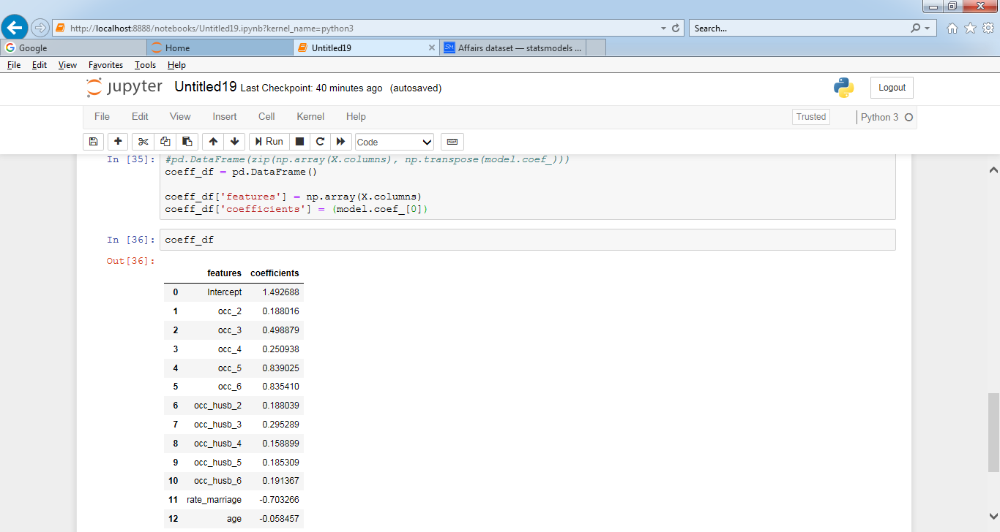 http://localhost:8888/notebooks/Untitled19.ipynb?kernel_name=python3
Search...
Google
Home
Untitled19
Affairs dataset — statsmodels ...
File Edit View Favorites Tools Help
jupyter Untitled19 Last Checkpoint: 40 minutes ago (autosaved)
Logout
File Edit View Insert Cell Kernel Help
Trusted
Python 3
Run
Code
In [35]: #pd.DataFrame(zip(np.array(X.columns), np.transpose(model.coef_)))
coeff_df = pd.DataFrame()
coeff_df['features'] = np.array(X.columns)
coeff_df['coefficients'] = (model.coef_[0])
In [36]: coeff_df
Out[36]:
features coefficients
0 Intercept 1.492688
1 occ_2 0.188016
2 occ_3 0.498879
3 occ_4 0.250938
4 occ_5 0.839025
5 occ_6 0.835410
6 occ_husb_2 0.188039
7 occ_husb_3 0.295289
8 occ_husb_4 0.158899
9 occ_husb_5 0.185309
10 occ_husb_6 0.191367
11 rate_marriage -0.703266
12 age -0.058457